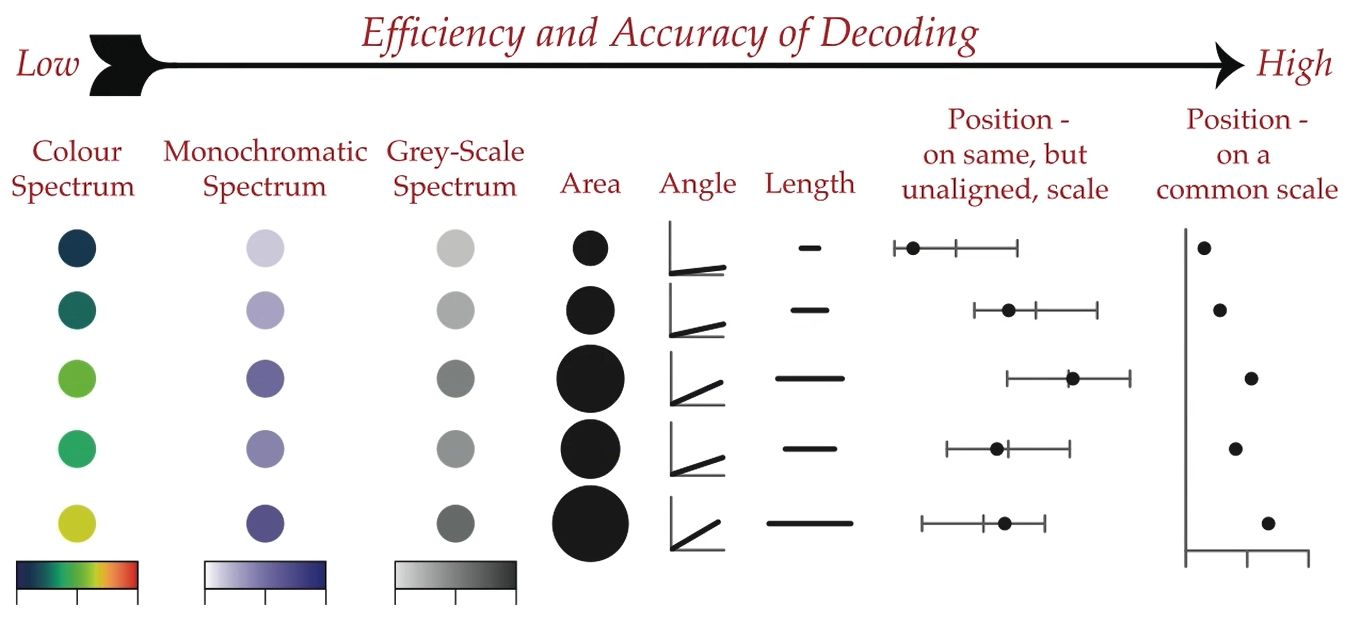 Efficiency and Accuracy of Decoding
Low
High
Colour
Spectrum
Monochromatic
Spectrum
Grey-Scale
Spectrum
Area
Angle
Length
Position -
on same, but
unaligned, scale
Position -
on a
common scale